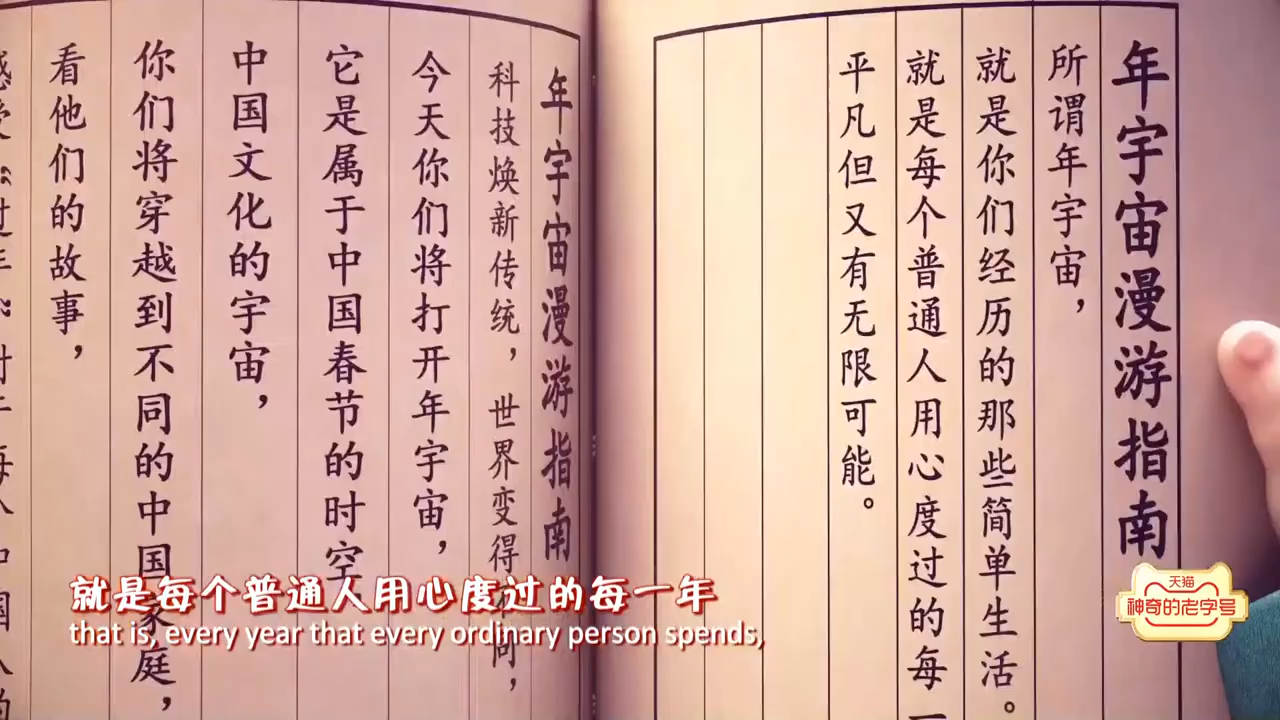 年宇宙漫游指南
所谓年宇宙，
就是你们经历的那些简单生活。
就是每个普通人用心度过的每一
平凡但又有无限可能。
年宇宙漫游指南
科技焕新传统，世界变得
今天你们将打开年宇宙，
它是属于中国春节的时空
中国文化的宇宙，
你们将穿越到不同的中国家庭，
看他们的故事，
就是每个普通人用心度过的每一年
that is, every year that every ordinary person spends,
天猫
神奇的老字号